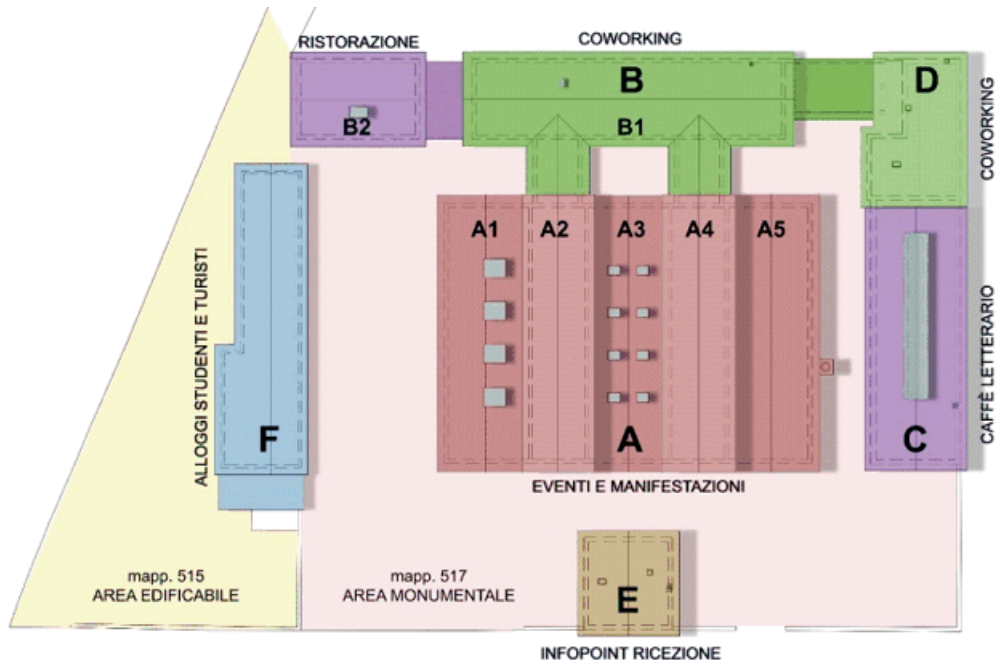 RISTORAZIONE
COWORKING
B
D
B2
B1
COWORKING
A1
A2
A3
A4
A5
ALLOGGI STUDENTI E TURISTI
F
A
C
CAFFÈ LETTERARIO
EVENTI E MANIFESTAZIONI
mapp. 515
AREA EDIFICABILE
mapp. 517
AREA MONUMENTALE
E
INFOPOINT RICEZIONE